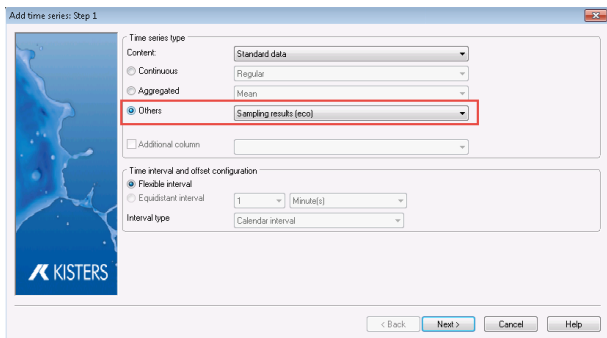 Add time series: Step 1
Time series type
Content: Standard data
Continuous Regular
Aggregated Mean
Others Sampling results (eco)
Additional column
Time interval and offset configuration
Flexible interval
Equidistant interval 1 Minute(s)
Interval type Calendar interval
KISTERS
< Back Next > Cancel Help